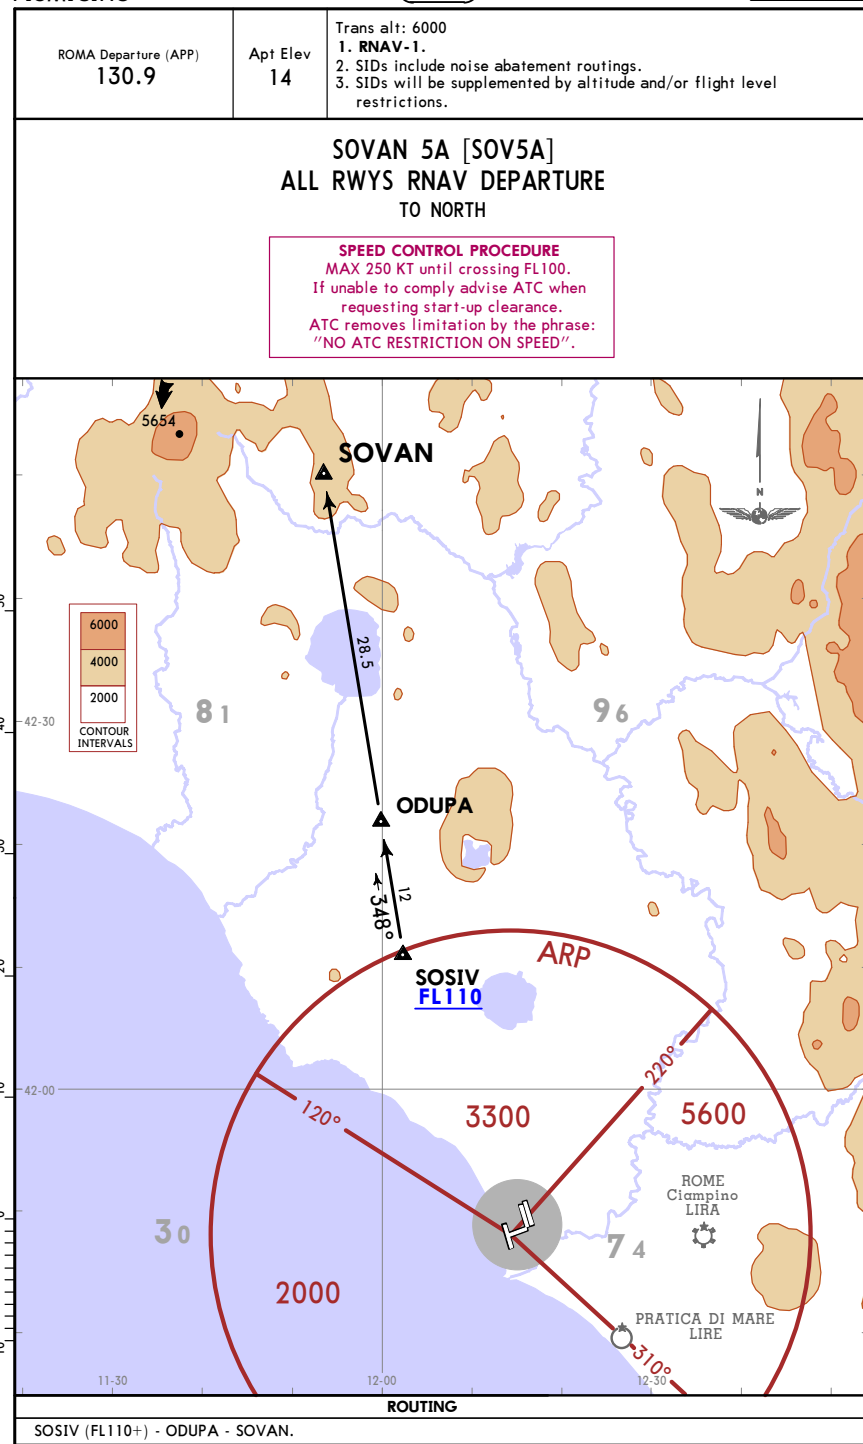 ROMA Departure (APP)
130.9
Apt Elev
14
Trans alt: 6000
1. RNAV-1.
2. SIDs include noise abatement routings.
3. SIDs will be supplemented by altitude and/or flight level
restrictions.
SOVAN 5A [SOV5A]
ALL RWYS RNAV DEPARTURE
TO NORTH
SPEED CONTROL PROCEDURE
MAX 250 KT until crossing FL100.
If unable to comply advise ATC when
requesting start-up clearance.
ATC removes limitation by the phrase:
"NO ATC RESTRICTION ON SPEED".
5654
SOVAN
N
6000
4000
2000
CONTOUR
INTERVALS
28.5
81
96
42-30
ODUPA
12
348°
ARP
SOSIV
FL110
220°
42-00
120°
3300
5600
ROME
Ciampino
LIRA
30
74
2000
PRATICA DI MARE
LIRE
310°
11-30
12-00
12-30
ROUTING
SOSIV (FL110+) - ODUPA - SOVAN.